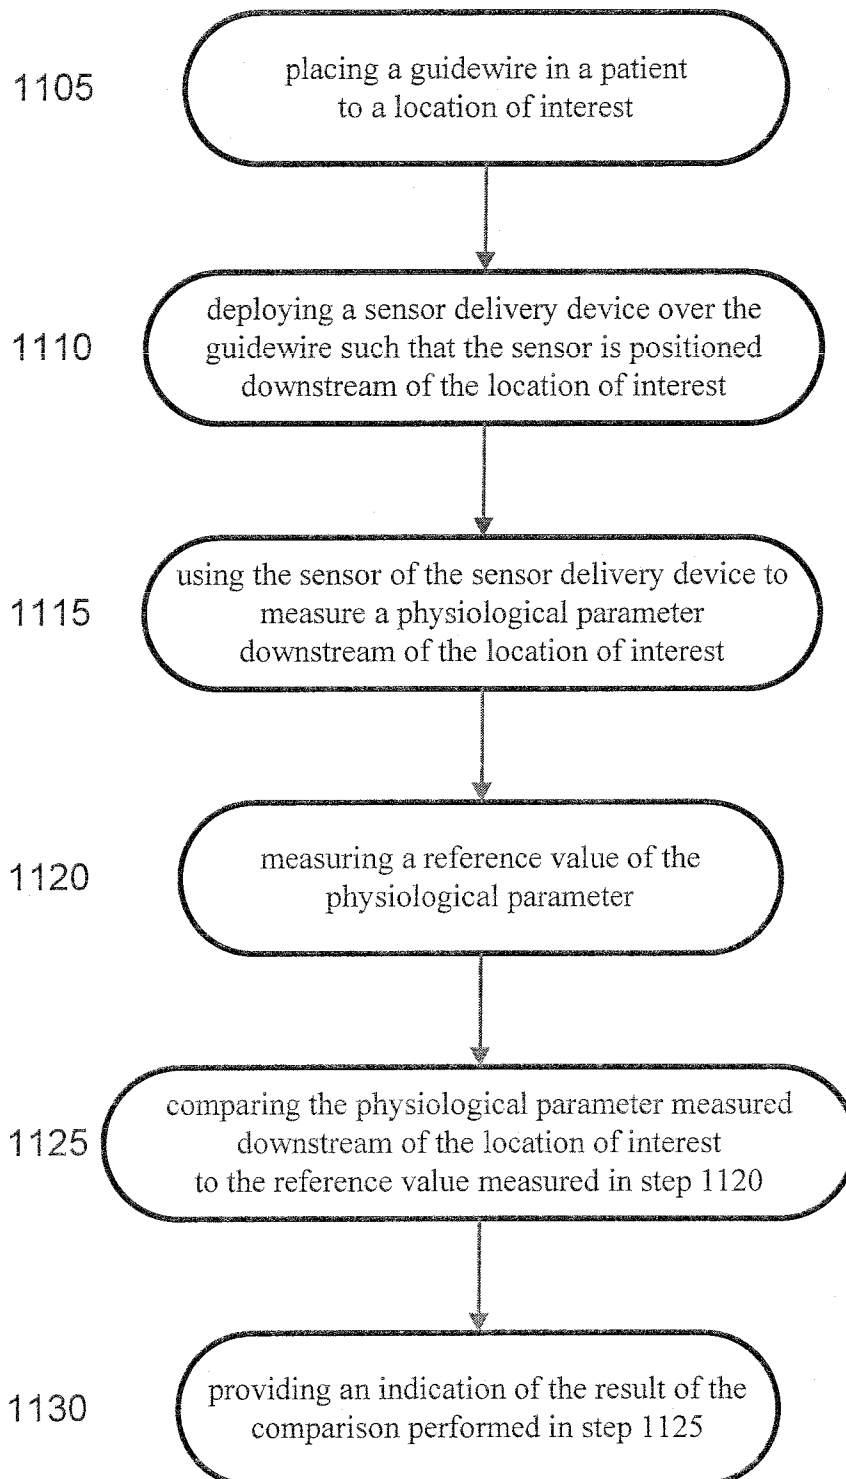 1105
placing a guidewire in a patient
to a location of interest
1110
deploying a sensor delivery device over the
guidewire such that the sensor is positioned
downstream of the location of interest
1115
using the sensor of the sensor delivery device to
measure a physiological parameter
downstream of the location of interest
1120
measuring a reference value of the
physiological parameter
1125
comparing the physiological parameter measured
downstream of the location of interest
to the reference value measured in step 1120
1130
providing an indication of the result of the
comparison performed in step 1125